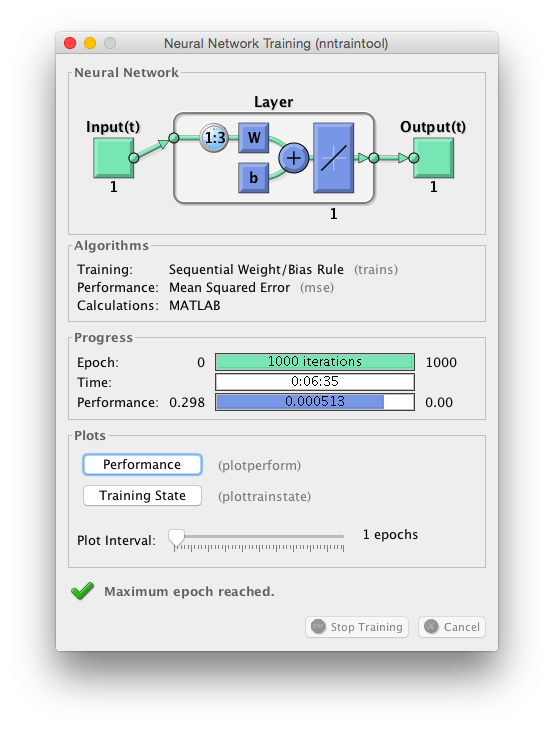 Neural Network Training (nntraintool)
Neural Network
Layer
Input(t)
Output(t)
1:3
W
b
+
1
1
1
Algorithms
Training: Sequential Weight/Bias Rule (trains)
Performance: Mean Squared Error (mse)
Calculations: MATLAB
Progress
Epoch: 0 1000 iterations 1000
Time: 0:06:35
Performance: 0.298 0.000513 0.00
Plots
Performance (plotperform)
Training State (plottrainstate)
Plot Interval: 1 epochs
Maximum epoch reached.
Stop Training Cancel